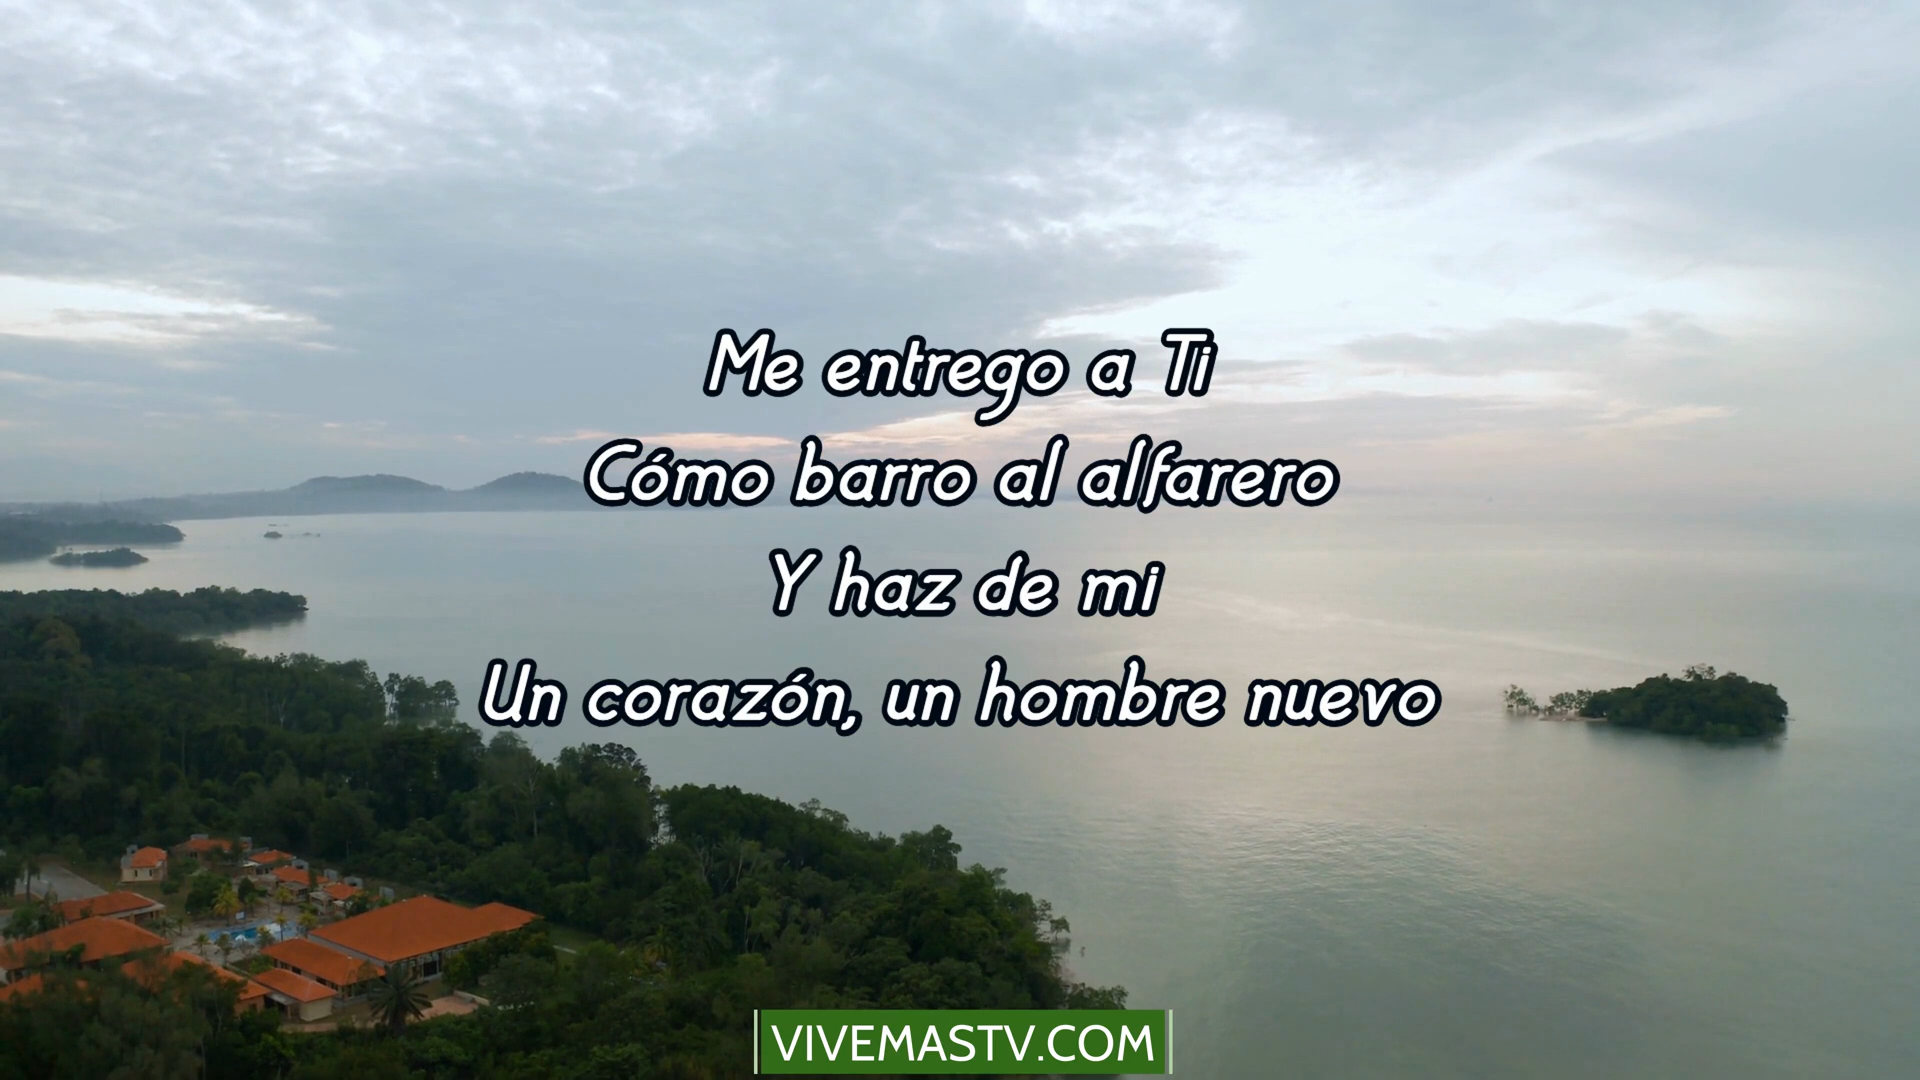 Me entrego a Ti
Cómo barro al alfarero
Y haz de mi
Un corazón, un hombre nuevo
VIVEMASTV.COM